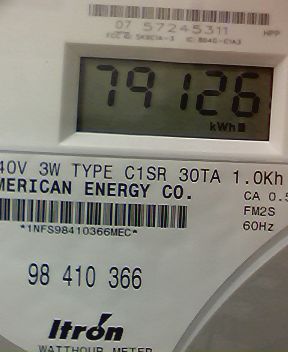 07 57245311
HPP
79126
kWh
40V 3W TYPE C1SR 30TA 1.0Kh
MERICAN ENERGY CO.
CA 0.5
FM2S
60Hz
*1NFS98410366MEC*
98 410 366
Itron
WATTHOUR METER